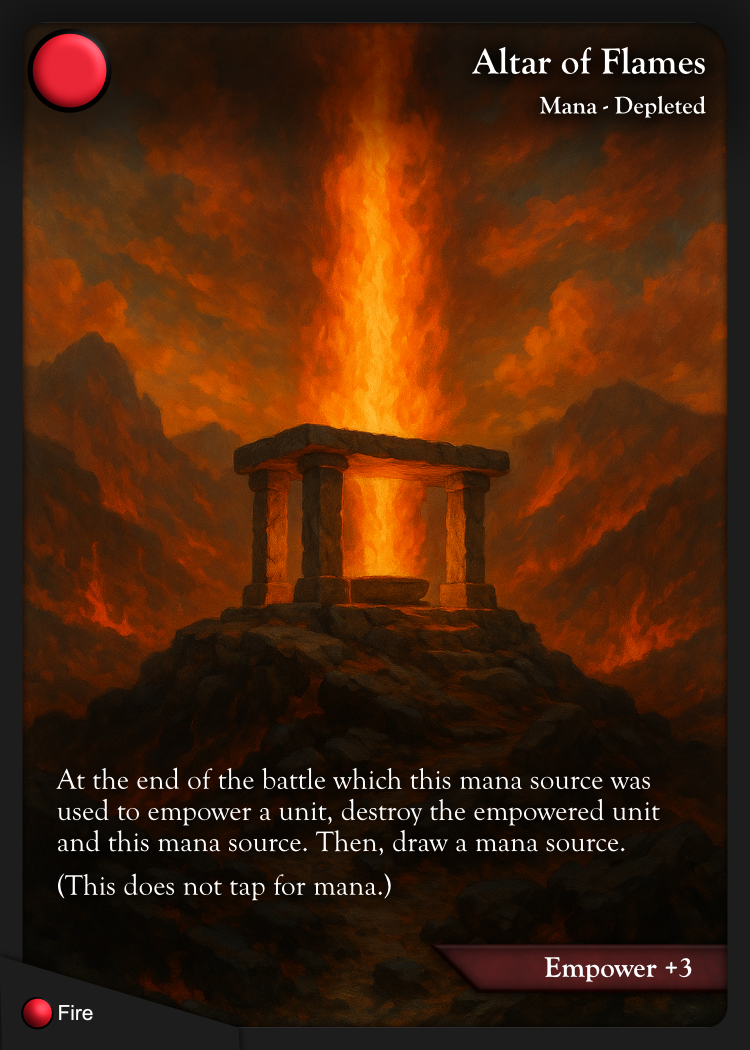 Altar of Flames
Mana - Depleted
At the end of the battle which this mana source was
used to empower a unit, destroy the empowered unit
and this mana source. Then, draw a mana source.
(This does not tap for mana.)
Empower +3
Fire